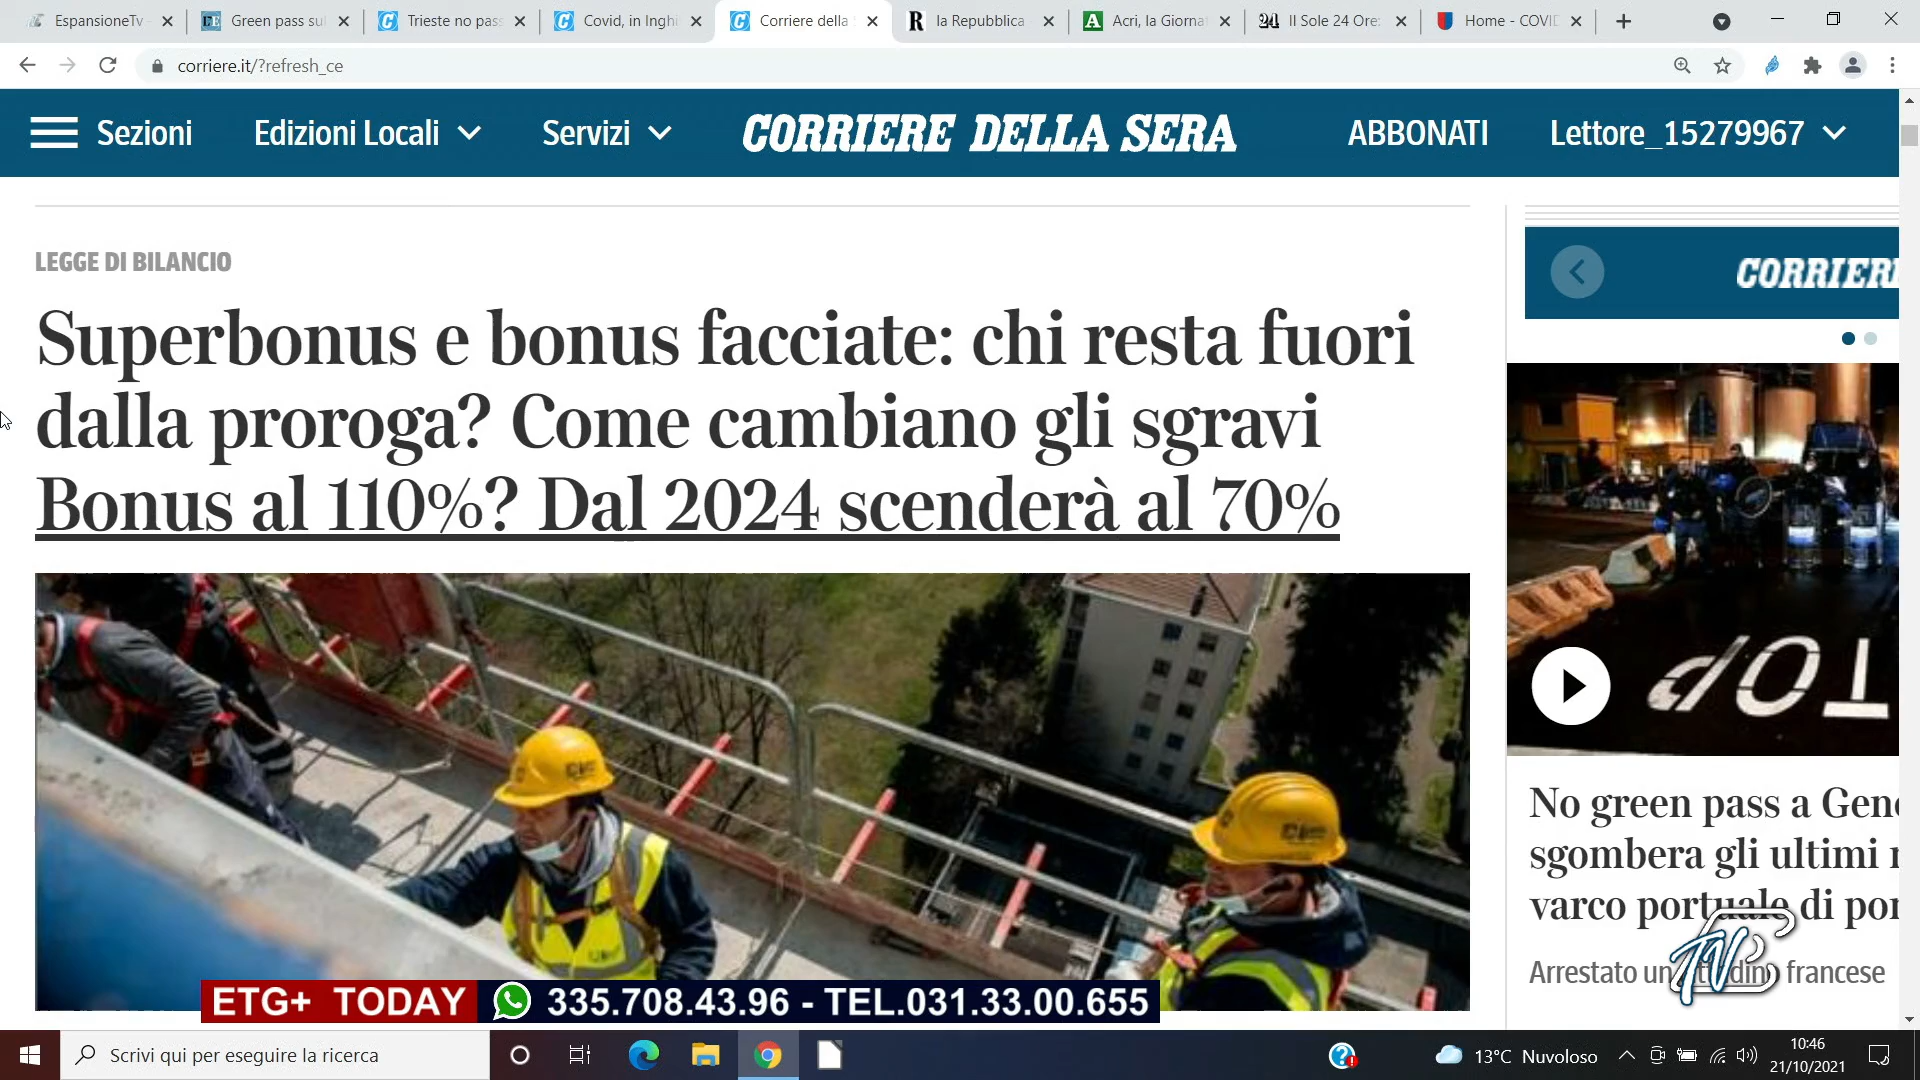 EspansioneTv
Green pass su
Trieste no pas
Covid, in Ingh
Corriere della
la Repubblica
Acri, la Giorna
Il Sole 24 Ore:
Home - COVID
corriere.it/?refresh_ce
Sezioni
Edizioni Locali
Servizi
CORRIERE DELLA SERA
ABBONATI
Lettore_15279967
LEGGE DI BILANCIO
Superbonus e bonus facciate: chi resta fuori
dalla proroga? Come cambiano gli sgravi
Bonus al 110%? Dal 2024 scenderà al 70%
CORRIER
No green pass a Gen
sgombera gli ultimi
varco portuale di por
Arrestato un francese
TV
ETG+ TODAY 335.708.43.96 - TEL.031.33.00.655
Scrivi qui per eseguire la ricerca
13°C Nuvoloso
10:46
21/10/2021